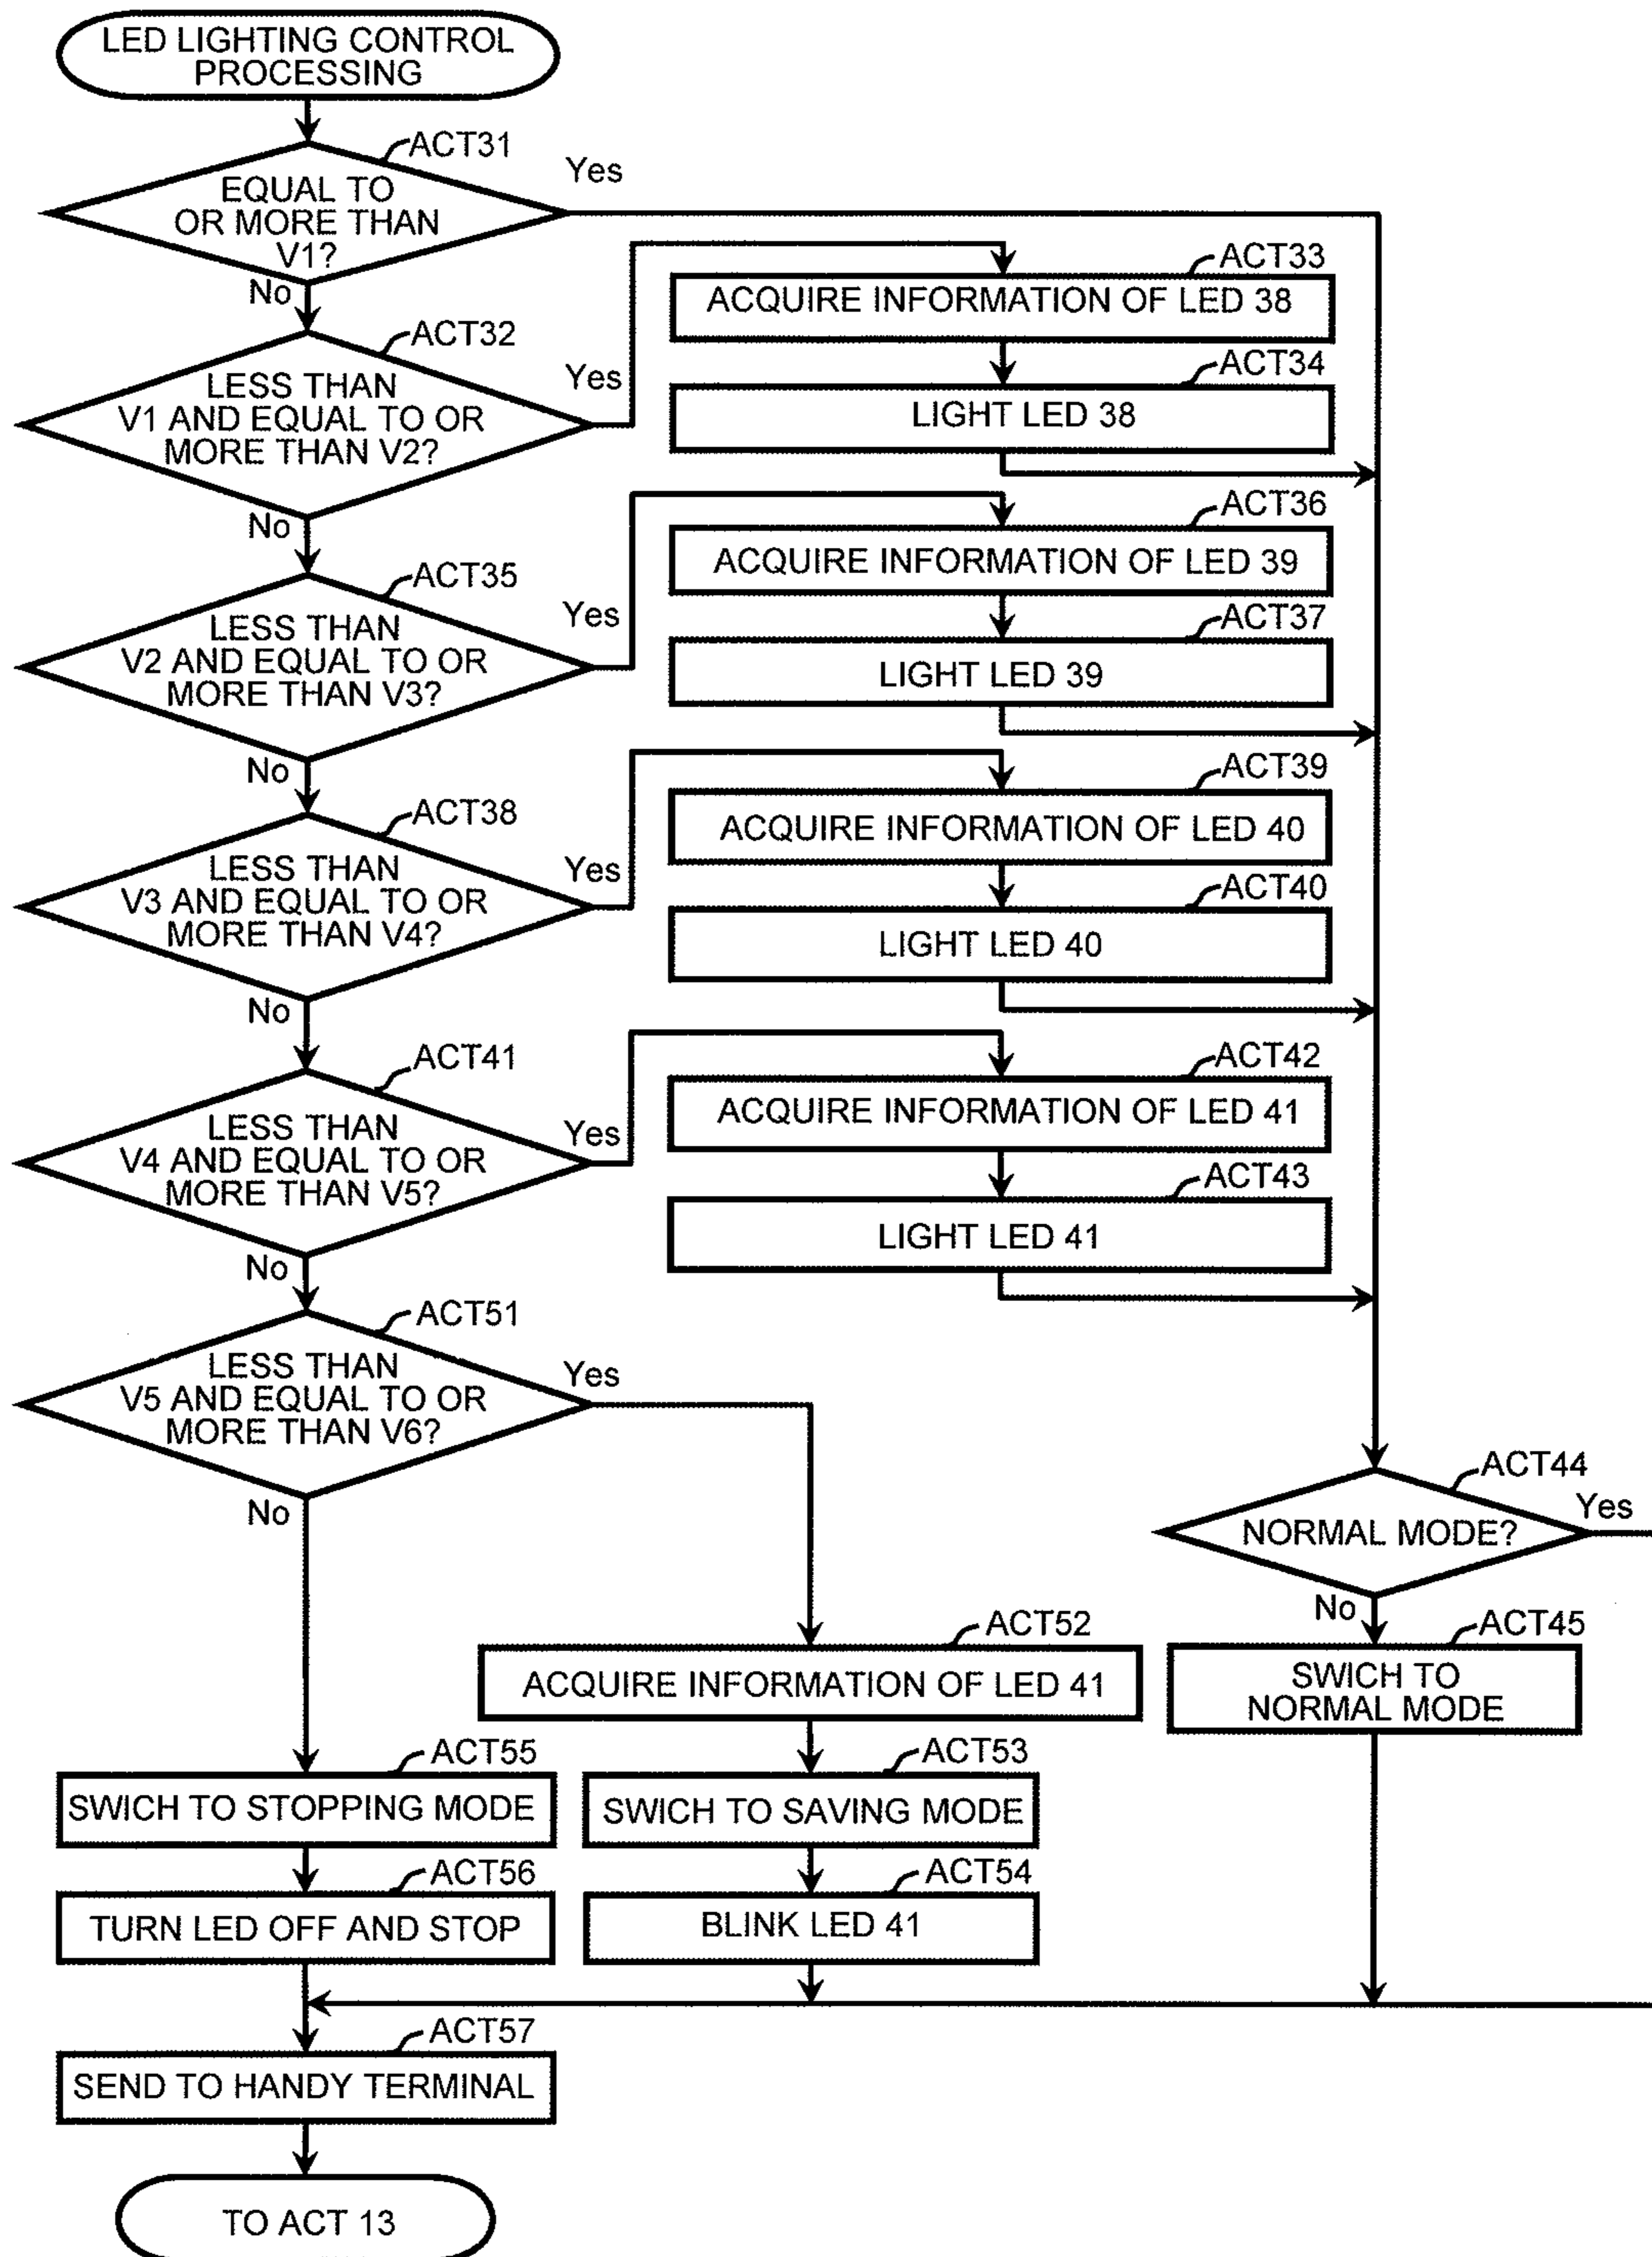 LED LIGHTING CONTROL
PROCESSING
ACT31
Yes
EQUAL TO
OR MORE THAN
V1?
No
ACT33
ACQUIRE INFORMATION OF LED 38
ACT32
Yes
LESS THAN
V1 AND EQUAL TO OR
MORE THAN V2?
No
ACT34
LIGHT LED 38
ACT36
ACQUIRE INFORMATION OF LED 39
ACT35
Yes
LESS THAN
V2 AND EQUAL TO OR
MORE THAN V3?
No
ACT37
LIGHT LED 39
ACT39
ACQUIRE INFORMATION OF LED 40
ACT38
Yes
LESS THAN
V3 AND EQUAL TO OR
MORE THAN V4?
No
ACT40
LIGHT LED 40
ACT42
ACQUIRE INFORMATION OF LED 41
ACT41
Yes
LESS THAN
V4 AND EQUAL TO OR
MORE THAN V5?
No
ACT43
LIGHT LED 41
ACT51
Yes
LESS THAN
V5 AND EQUAL TO OR
MORE THAN V6?
No
ACT44
Yes
NORMAL MODE?
No
ACT45
SWICH TO
NORMAL MODE
ACT52
ACQUIRE INFORMATION OF LED 41
ACT53
SWICH TO SAVING MODE
ACT54
BLINK LED 41
ACT55
SWICH TO STOPPING MODE
ACT56
TURN LED OFF AND STOP
ACT57
SEND TO HANDY TERMINAL
TO ACT 13